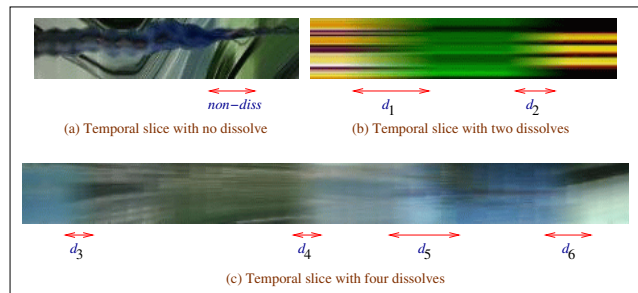 non-diss
d1 d2
(a) Temporal slice with no dissolve (b) Temporal slice with two dissolves
d3 d4 d5 d6
(c) Temporal slice with four dissolves